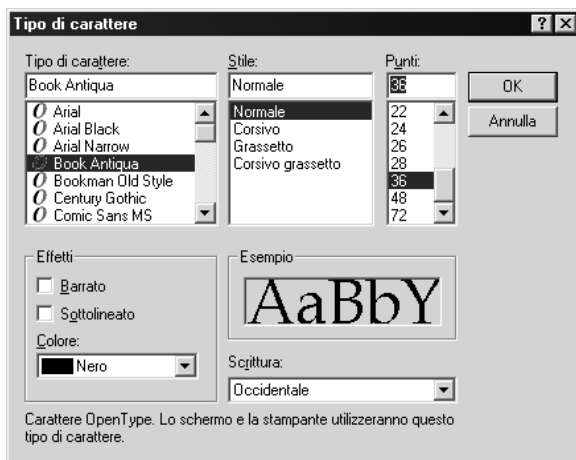 Tipo di carattere
Tipo di carattere:
Book Antiqua
Arial
Arial Black
Arial Narrow
Book Antiqua
Bookman Old Style
Century Gothic
Comic Sans MS
Stile:
Normale
Normale
Corsivo
Grassetto
Corsivo grassetto
Punti:
36
22
24
26
28
36
48
72
OK
Annulla
Effetti
Barrato
Sottolineato
Colore:
Nero
Esempio
AaBbY
Scrittura:
Occidentale
Carattere OpenType. Lo schermo e la stampante utilizzeranno questo
tipo di carattere.